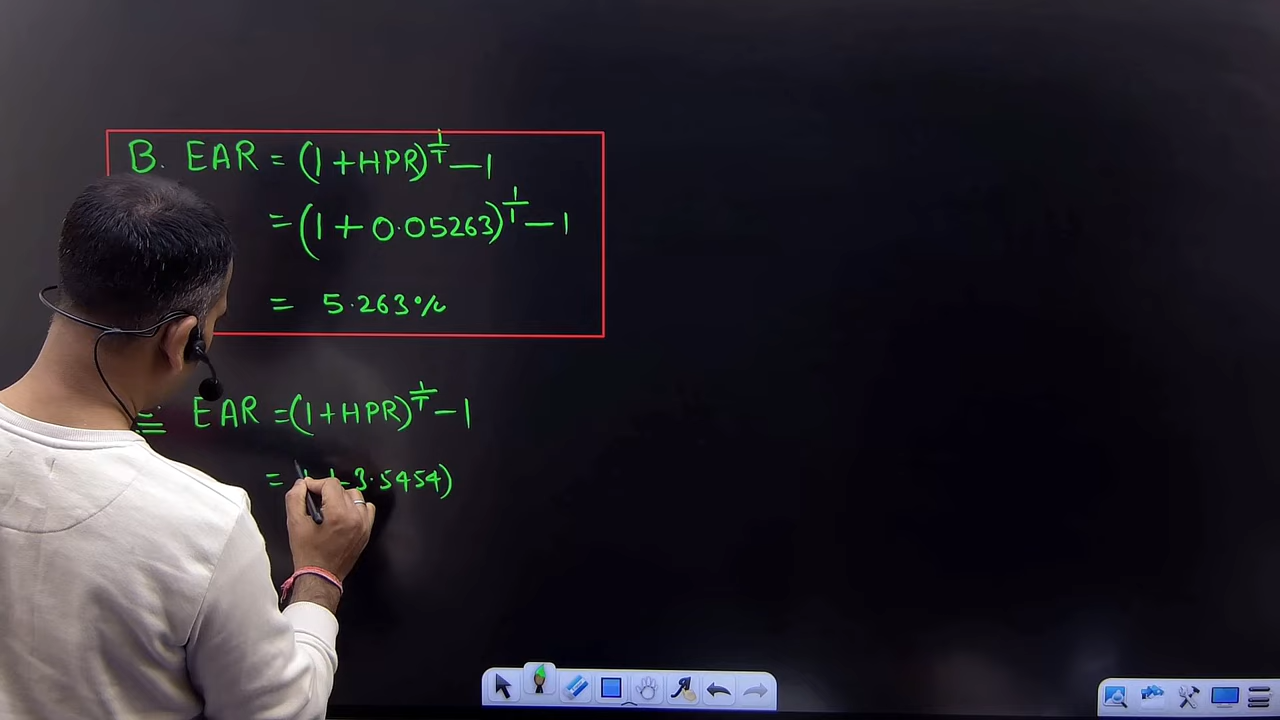 B. EAR = (1+HPR)^{1/T} – 1
= (1 + 0.05263)^{1/1} – 1
= 5.263%
EAR = (1+HPR)^{1/T} – 1
= 3.5454)